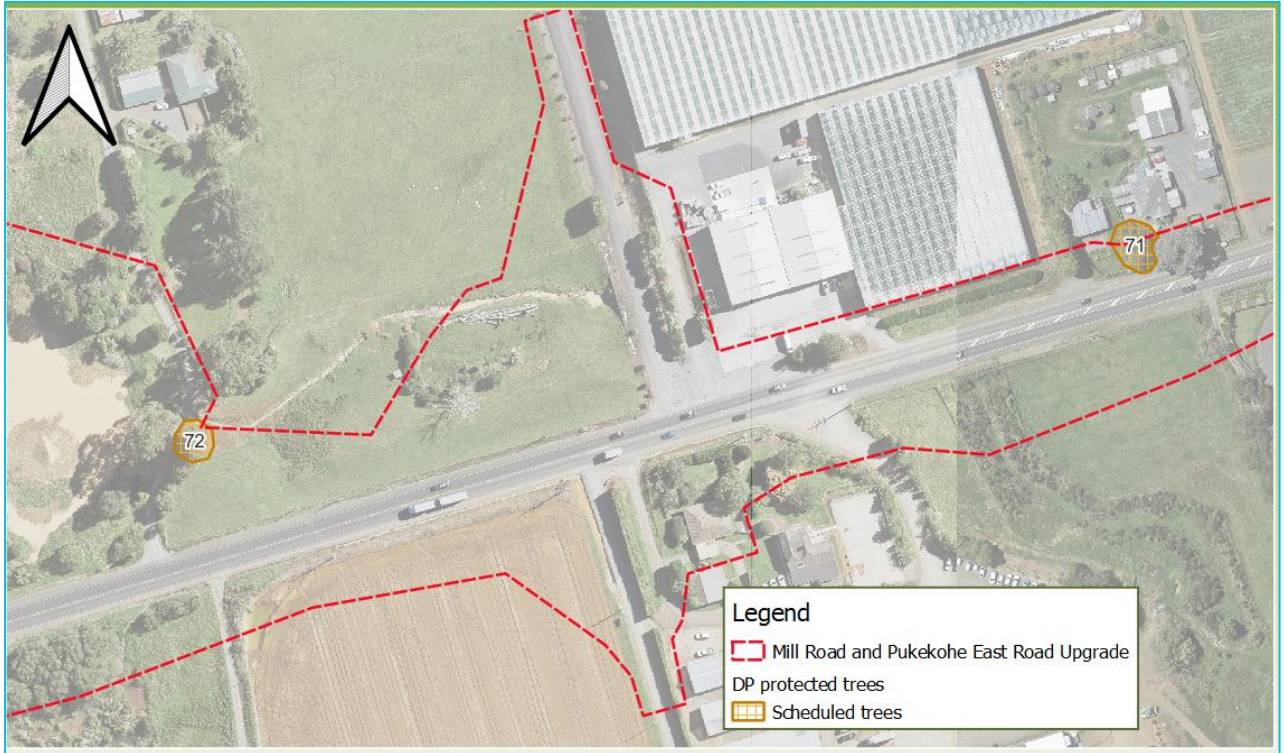 71
72
Legend
Mill Road and Pukekohe East Road Upgrade
DP protected trees
Scheduled trees